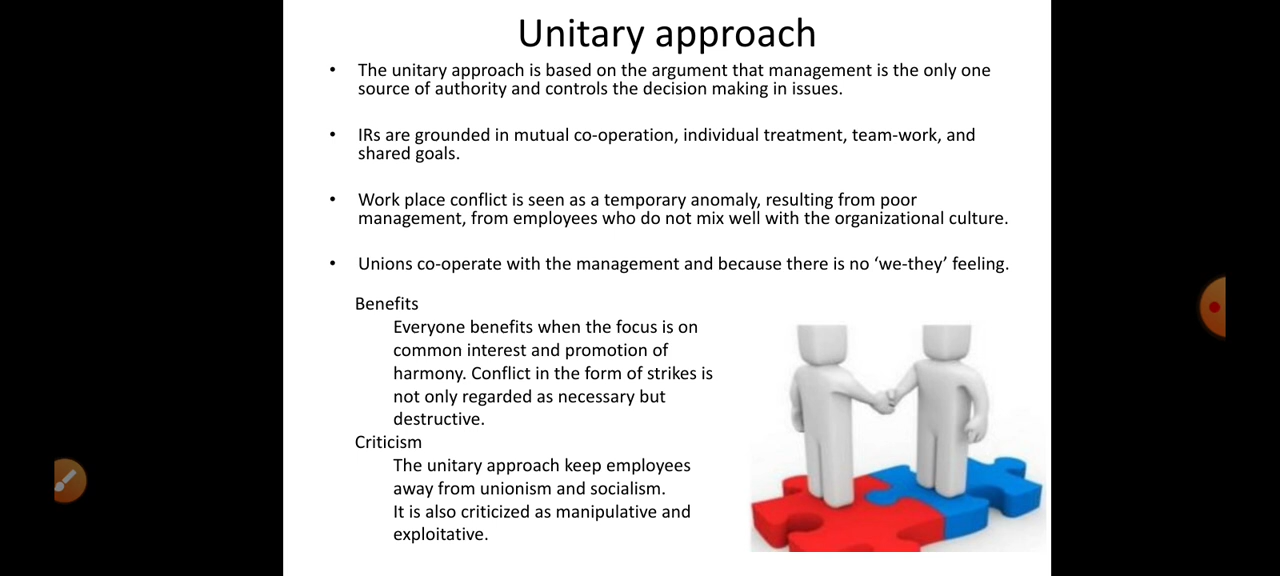 Unitary approach
• The unitary approach is based on the argument that management is the only one
source of authority and controls the decision making in issues.
• IRs are grounded in mutual co-operation, individual treatment, team-work, and
shared goals.
• Work place conflict is seen as a temporary anomaly, resulting from poor
management, from employees who do not mix well with the organizational culture.
• Unions co-operate with the management and because there is no ‘we-they’ feeling.
Benefits
Everyone benefits when the focus is on
common interest and promotion of
harmony. Conflict in the form of strikes is
not only regarded as necessary but
destructive.
Criticism
The unitary approach keep employees
away from unionism and socialism.
It is also criticized as manipulative and
exploitative.